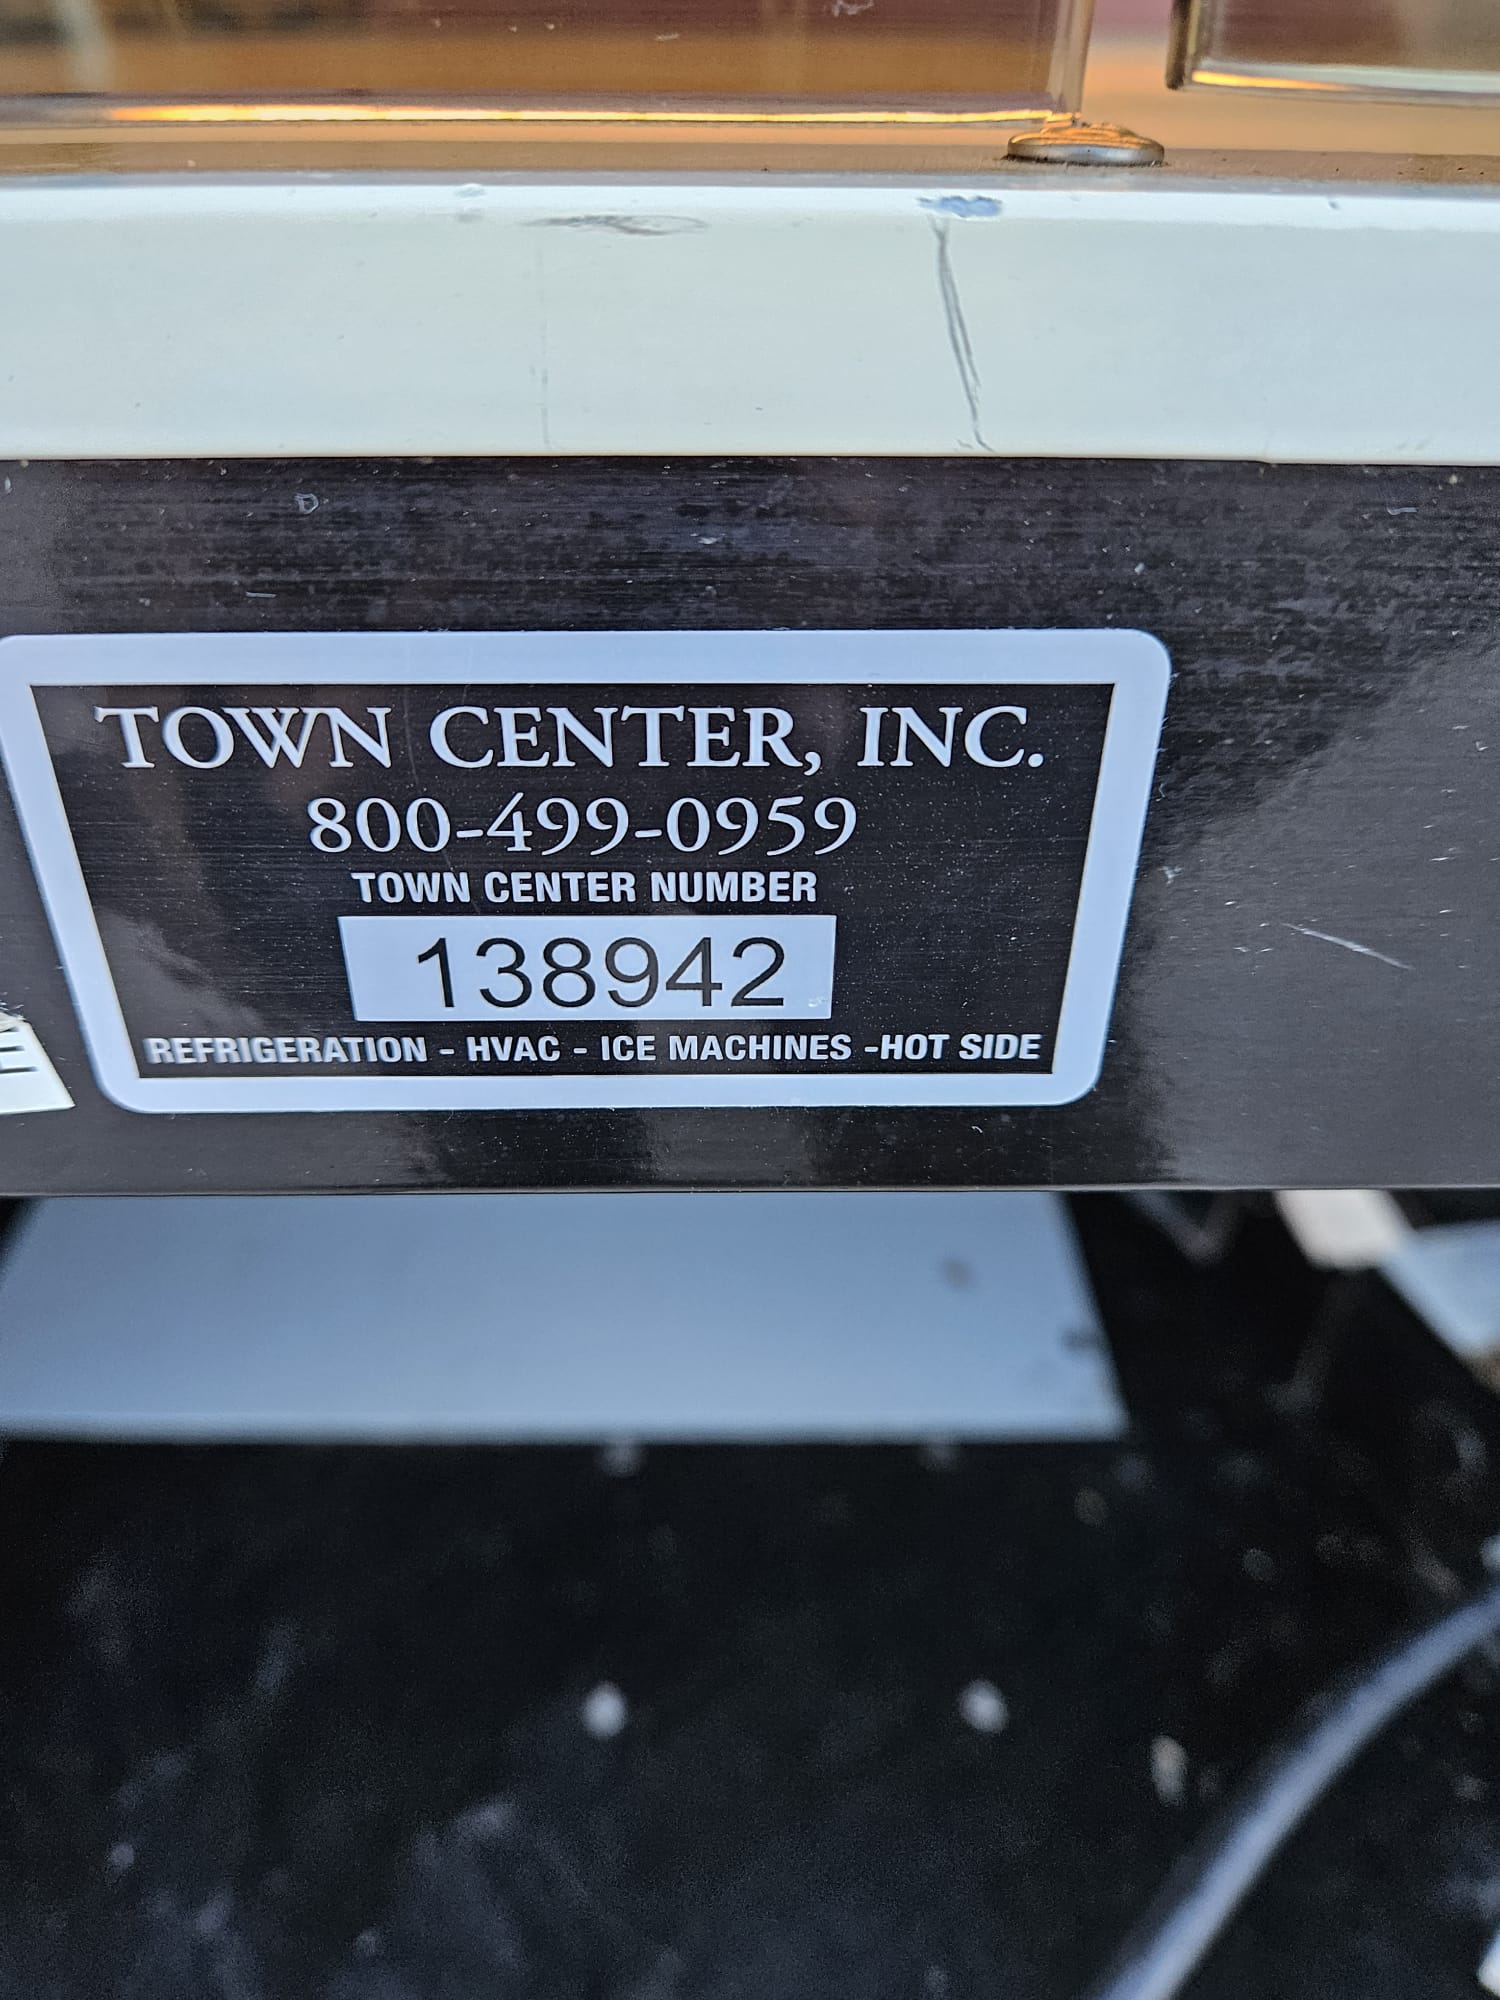 TOWN CENTER, INC.
800-499-0959
TOWN CENTER NUMBER
138942
REFRIGERATION - HVAC - ICE MACHINES -HOT SIDE